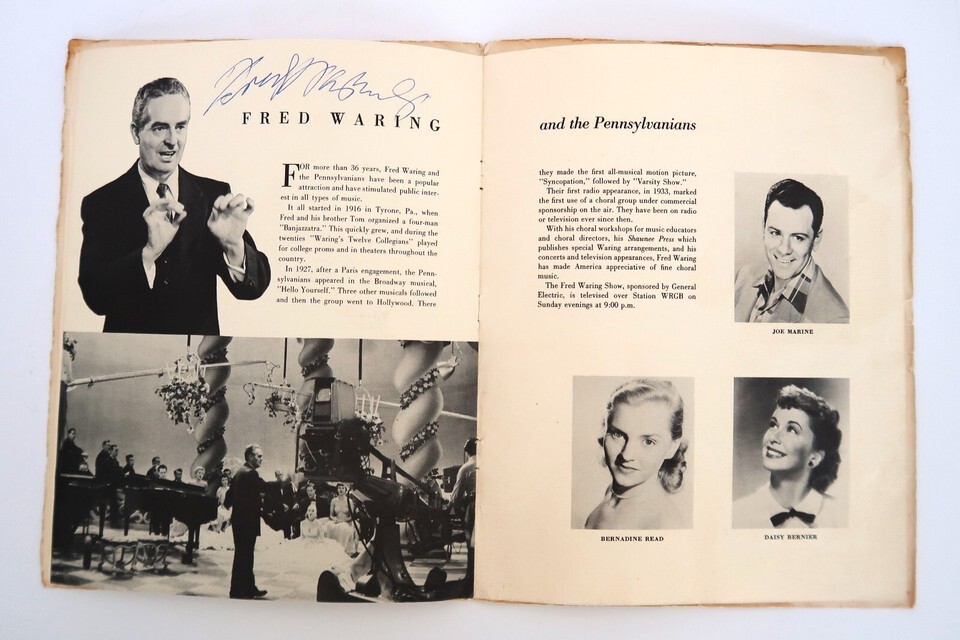 Fred Waring
FRED WARING
FOR more than 36 years, Fred Waring and
the Pennsylvanians have been a popular
attraction and have stimulated public inter-
est in all types of music.
It all started in 1916 in Tyrone, Pa., when
Fred and his brother Tom organized a four-man
"Banjazzatra." This quickly grew, and during the
twenties "Waring's Twelve Collegians" played
for college proms and in theaters throughout the
country.
In 1927, after a Paris engagement, the Penn-
sylvanians appeared in the Broadway musical,
"Hello Yourself." Three other musicals followed
and then the group went to Hollywood. There
and the Pennsylvanians
they made the first all-musical motion picture,
"Syncopation," followed by "Varsity Show."
Their first radio appearance, in 1933, marked
the first use of a choral group under commercial
sponsorship on the air. They have been on radio
or television ever since then.
With his choral workshops for music educators
and choral directors, his Shawnee Press which
publishes special Waring arrangements, and his
concerts and television appearances, Fred Waring
has made America appreciative of fine choral
music.
The Fred Waring Show, sponsored by General
Electric, is televised over Station WRGB on
Sunday evenings at 9:00 p.m.
JOE MARINE
BERNADINE READ
DAISY BERNIER